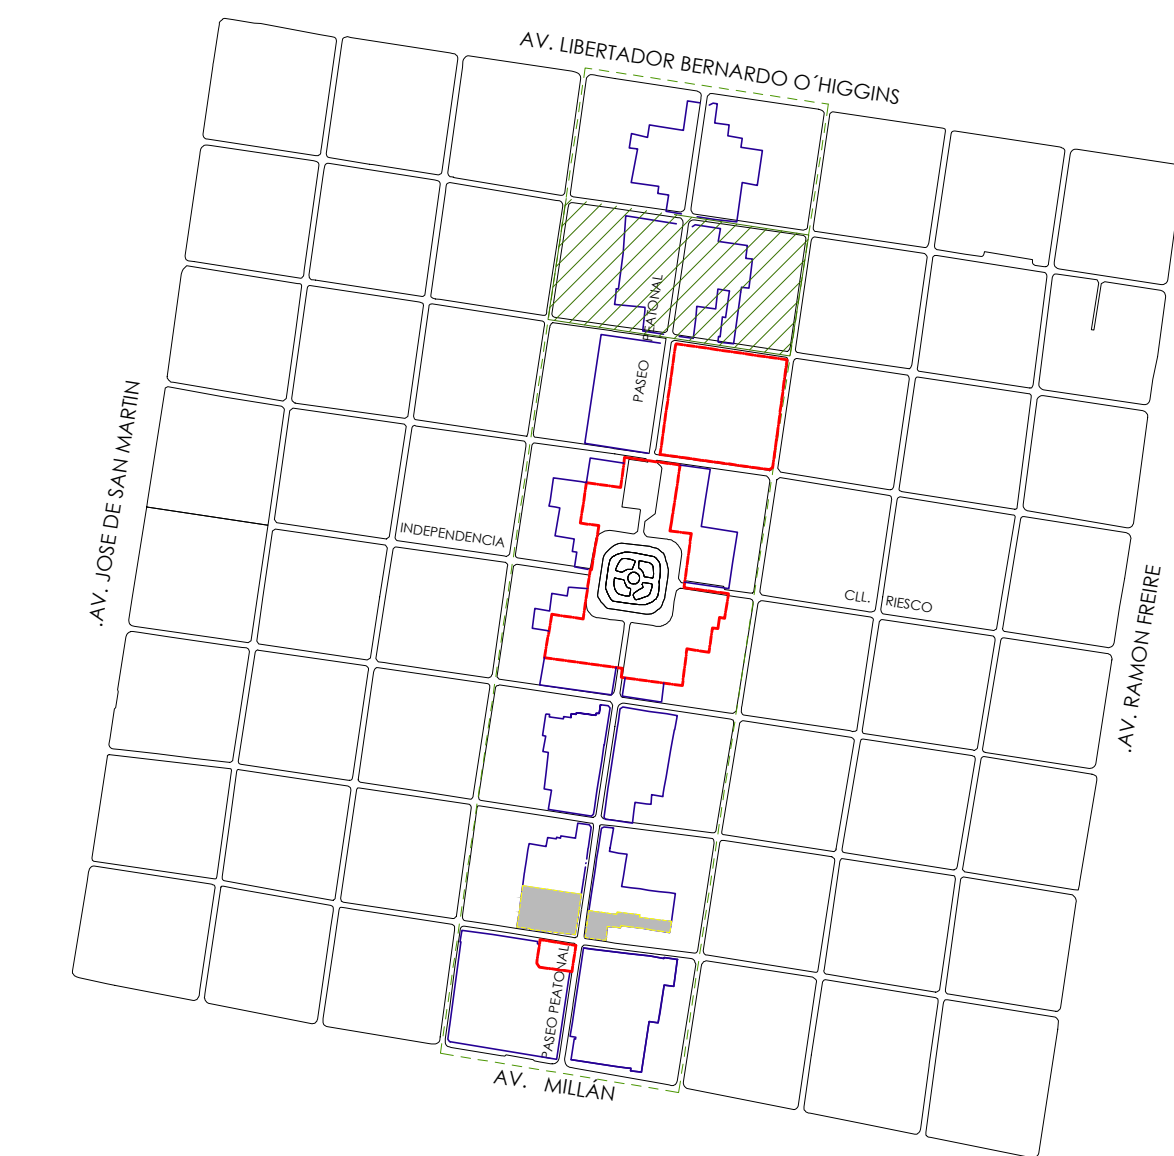 AV. LIBERTADOR BERNARDO O´HIGGINS
PASEO PEATONAL
.AV. JOSE DE SAN MARTIN
INDEPENDENCIA
CLL. RIESCO
.AV. RAMON FREIRE
PASEO PEATONAL
AV. MILLÁN